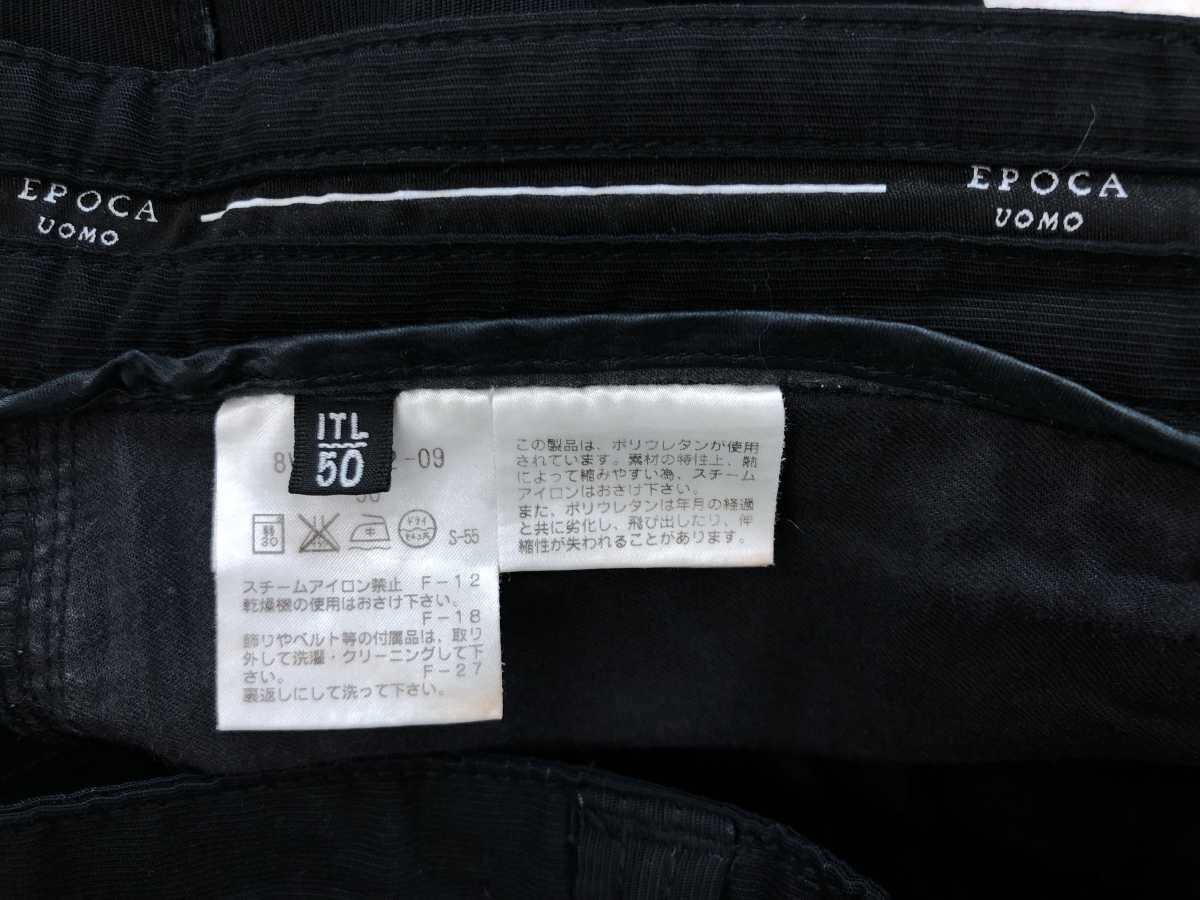 EPOCA
UOMO
EPOCA
UOMO
ITL
50
2-09
S-55
ドライ
セキユ系
スチームアイロン禁止 F-12
乾燥機の使用はおさけ下さい。
F-18
飾りやベルト等の付属品は、取り
外して洗濯・クリーニングして下
さい。 F-27
裏返しにして洗って下さい。
この製品は、ポリウレタンが使用
されています。素材の特性上、熱
によって縮みやすい為、スチーム
アイロンはおさけ下さい。
また、ポリウレタンは年月の経過
と共に劣化し、飛び出したり、伸
縮性が失われることがあります。